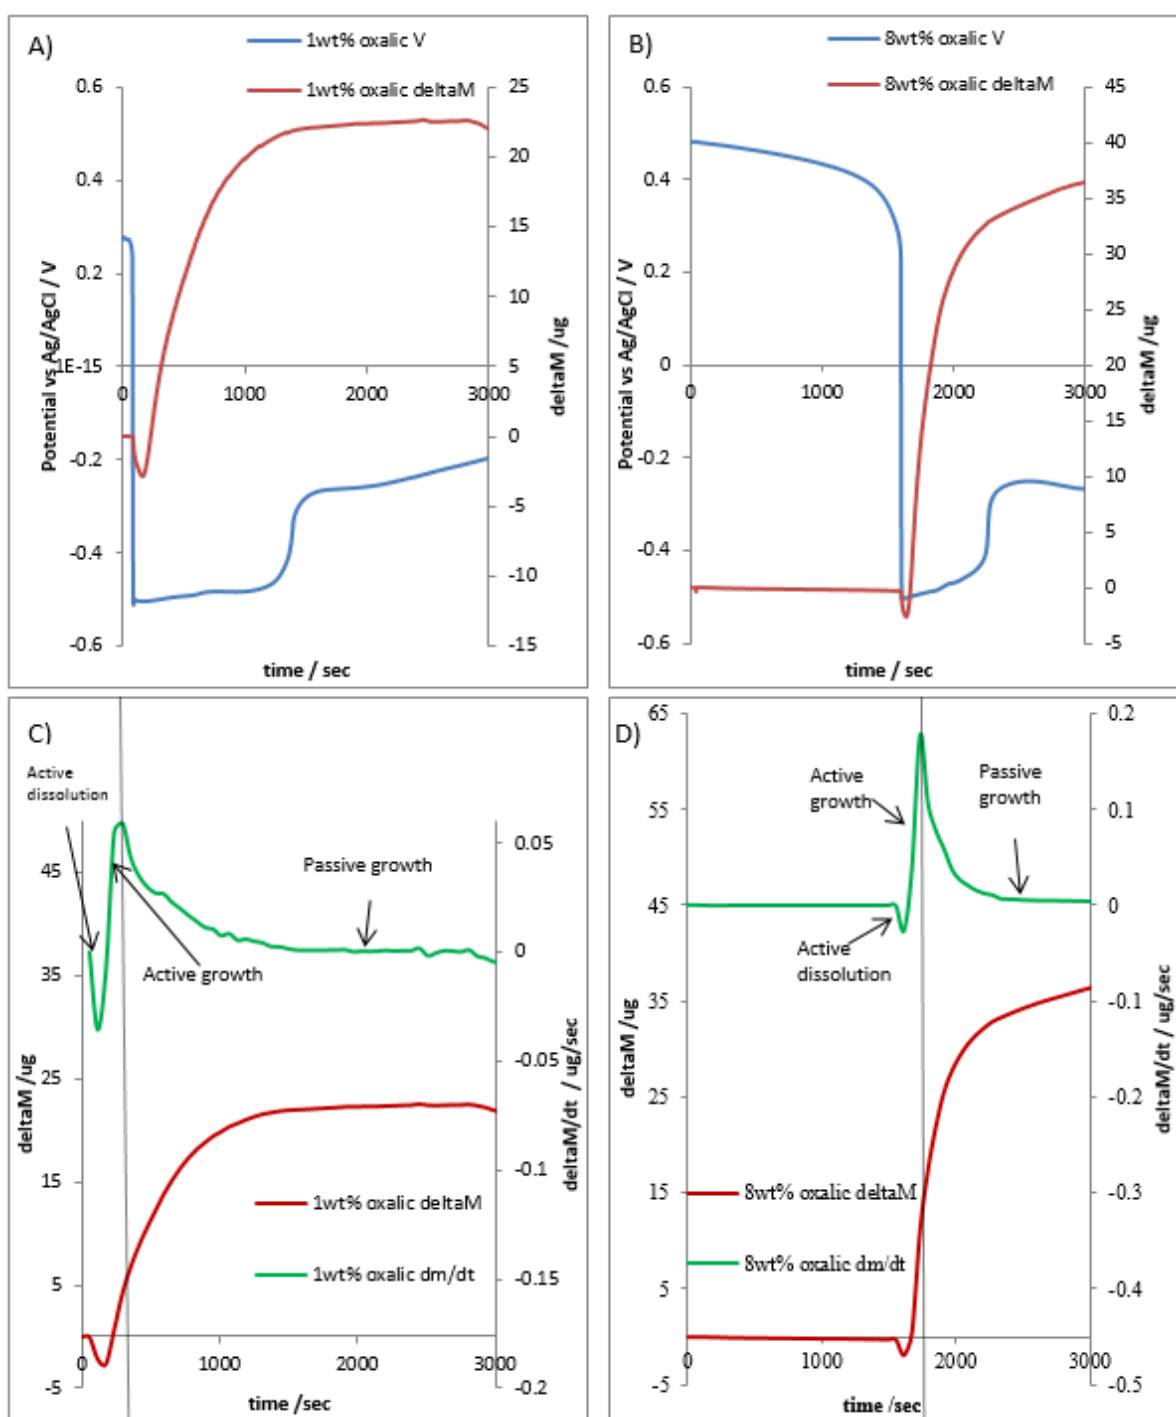 A)
1wt% oxalic V
1wt% oxalic deltaM
0.6
0.4
0.2
1E-15
-0.2
-0.4
-0.6
Potential vs Ag/AgCl / V
0
1000
2000
3000
25
20
15
10
5
0
-5
-10
-15
deltaM /ug
time / sec
B)
8wt% oxalic V
8wt% oxalic deltaM
0.6
0.4
0.2
0
-0.2
-0.4
-0.6
Potential vs Ag/AgCl / V
0
1000
2000
3000
45
40
35
30
25
20
15
10
5
0
-5
deltaM /ug
time / sec
C)
Active
dissolution
Active growth
Passive growth
45
35
25
15
5
-5
deltaM /ug
0.05
0
-0.05
-0.1
-0.15
-0.2
deltaM/dt / ug/sec
1wt% oxalic deltaM
1wt% oxalic dm/dt
0
1000
2000
3000
time /sec
D)
Active
growth
Passive
growth
Active
dissolution
65
55
45
35
25
15
5
-5
deltaM /ug
0.2
0.1
0
-0.1
-0.2
-0.3
-0.4
-0.5
deltaM/dt / ug/sec
8wt% oxalic deltaM
8wt% oxalic dm/dt
0
1000
2000
3000
time /sec